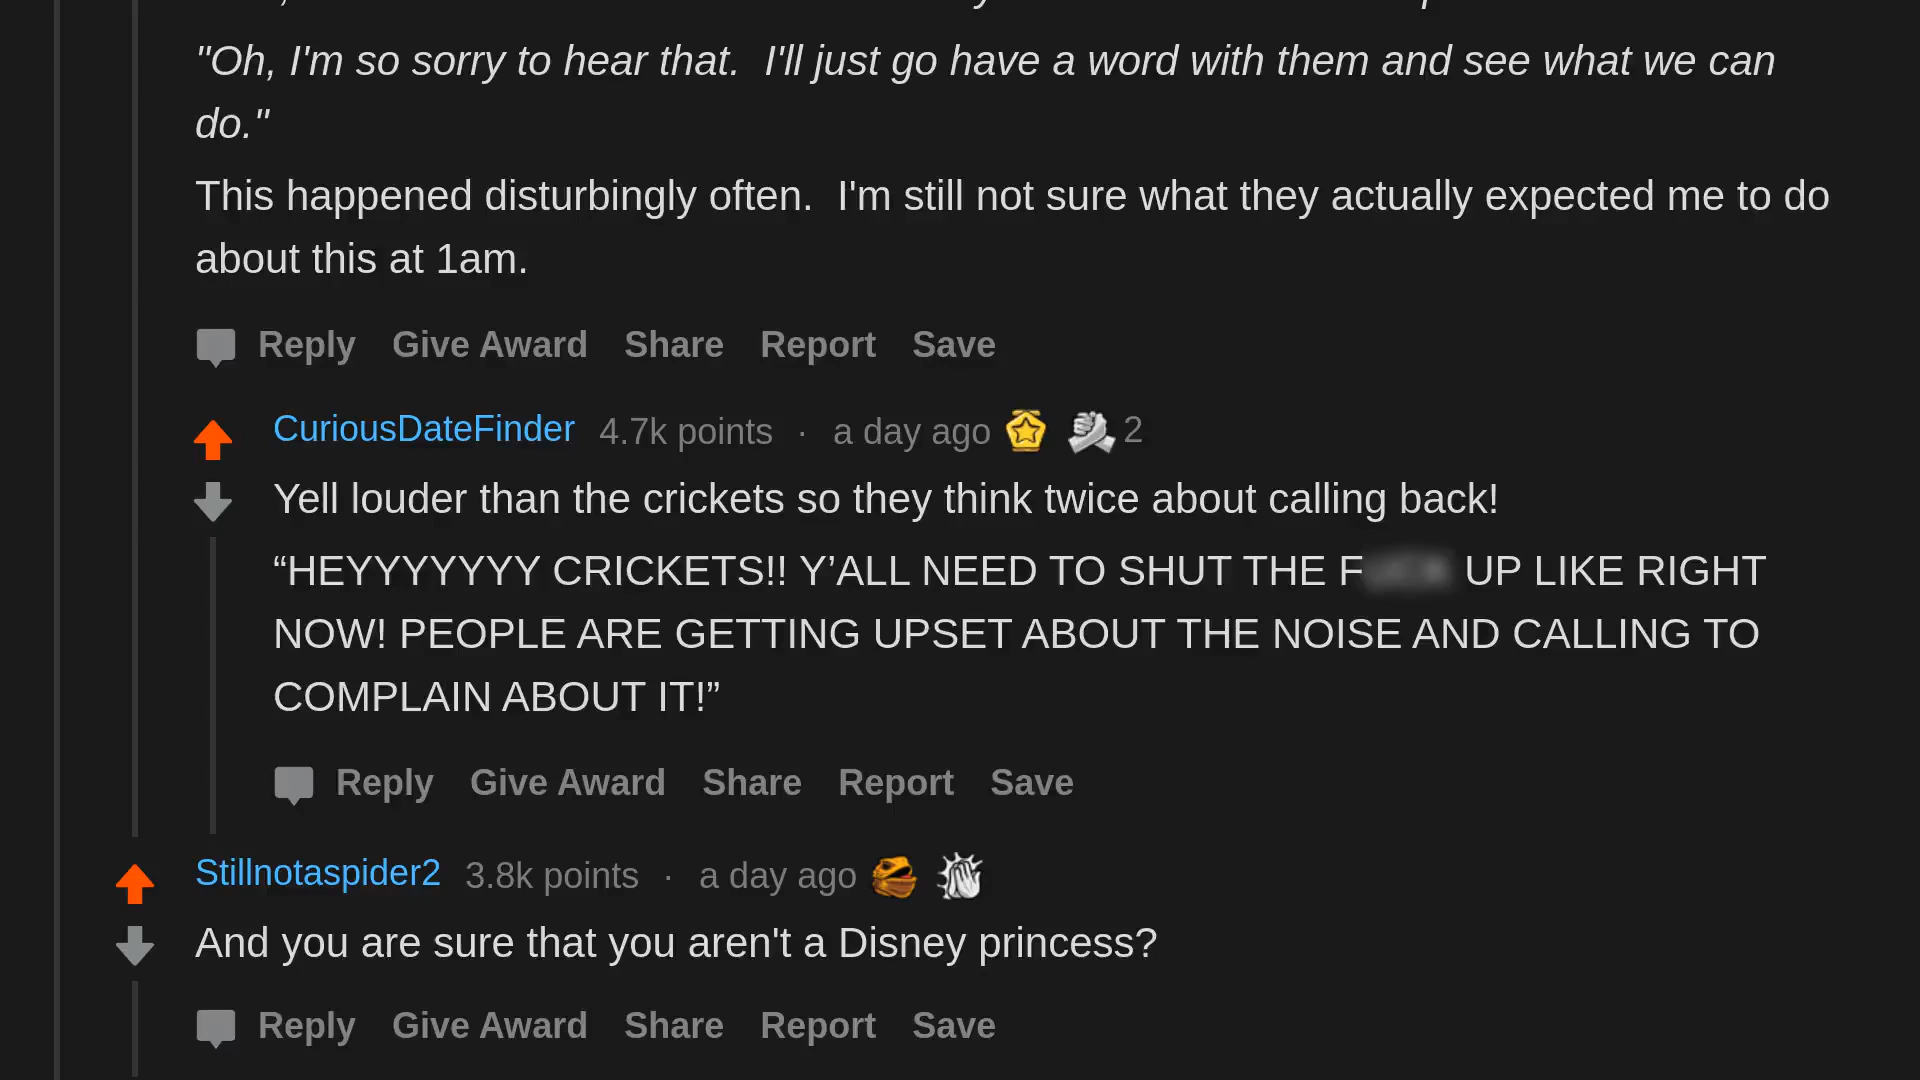 "Oh, I'm so sorry to hear that.  I'll just go have a word with them and see what we can
do."
This happened disturbingly often.  I'm still not sure what they actually expected me to do
about this at 1am.
Reply Give Award Share Report Save
CuriousDateFinder 4.7k points · a day ago 2
Yell louder than the crickets so they think twice about calling back!
“HEYYYYYYY CRICKETS!! Y’ALL NEED TO SHUT THE F UP LIKE RIGHT
NOW! PEOPLE ARE GETTING UPSET ABOUT THE NOISE AND CALLING TO
COMPLAIN ABOUT IT!”
Reply Give Award Share Report Save
Stillnotaspider2 3.8k points · a day ago
And you are sure that you aren't a Disney princess?
Reply Give Award Share Report Save